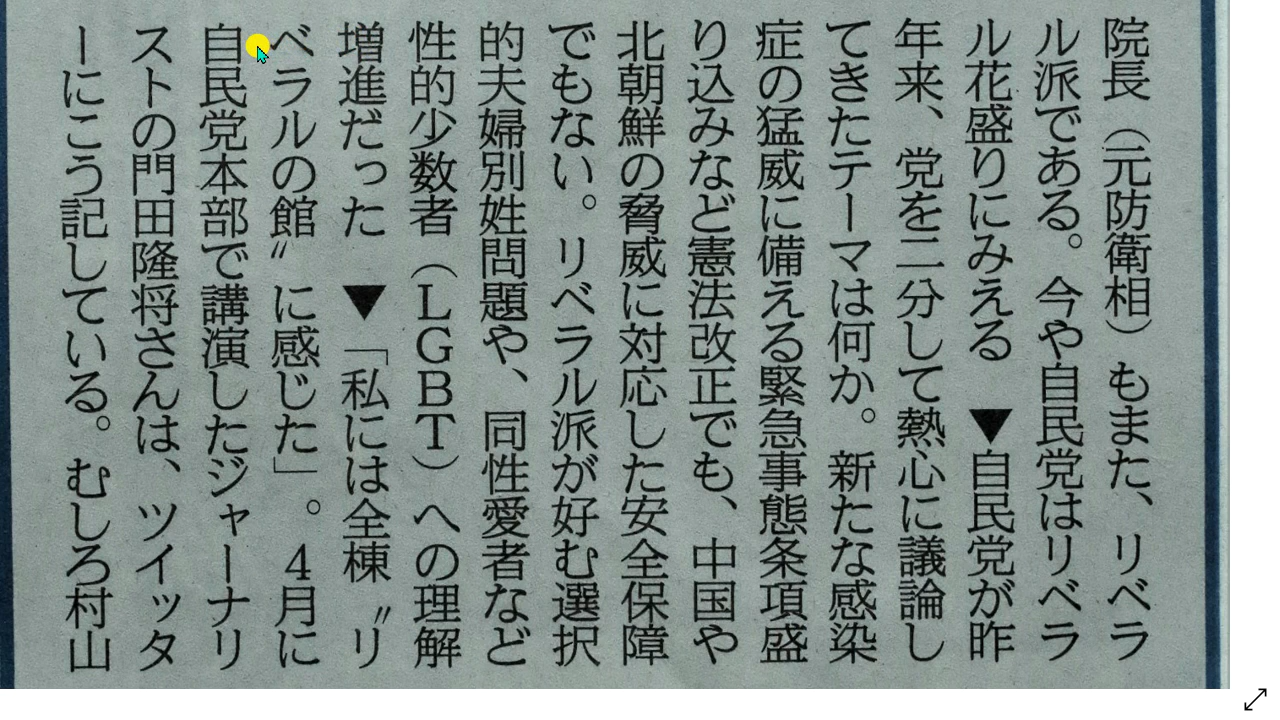 院長（元防衛相）もまた、リベラ
ル派である。今や自民党はリベラ
ル花盛りにみえる　▼自民党が昨
年来、党を二分して熱心に議論し
てきたテーマは何か。新たな感染
症の猛威に備える緊急事態条項盛
り込みなど憲法改正でも、中国や
北朝鮮の脅威に対応した安全保障
でもない。リベラル派が好む選択
的夫婦別姓問題や、同性愛者など
性的少数者（ＬＧＢＴ）への理解
増進だった　▼「私には全棟〝リ
ベラルの館〟に感じた」。４月に
自民党本部で講演したジャーナリ
ストの門田隆将さんは、ツイッタ
ーにこう記している。むしろ村山